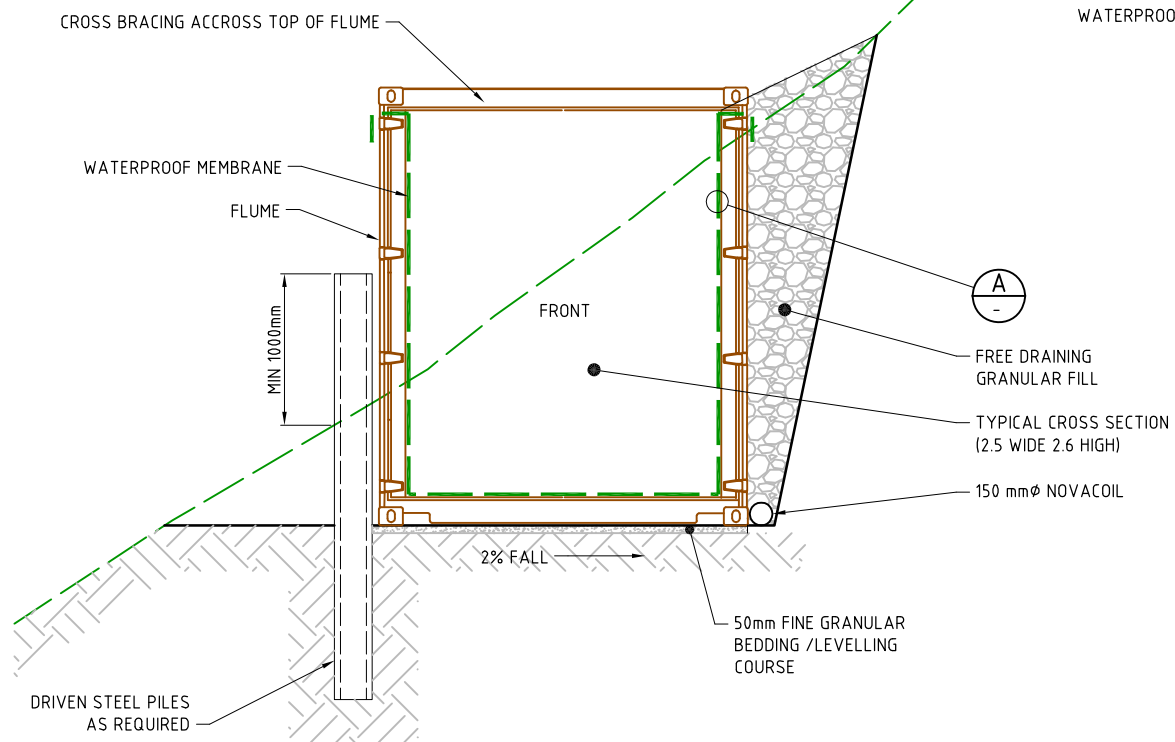 CROSS BRACING ACCROSS TOP OF FLUME
WATERPROO
WATERPROOF MEMBRANE
FLUME
MIN 1000mm
FRONT
A
-
FREE DRAINING
GRANULAR FILL
TYPICAL CROSS SECTION
(2.5 WIDE 2.6 HIGH)
150 mmØ NOVACOIL
2% FALL
50mm FINE GRANULAR
BEDDING /LEVELLING
COURSE
DRIVEN STEEL PILES
AS REQUIRED